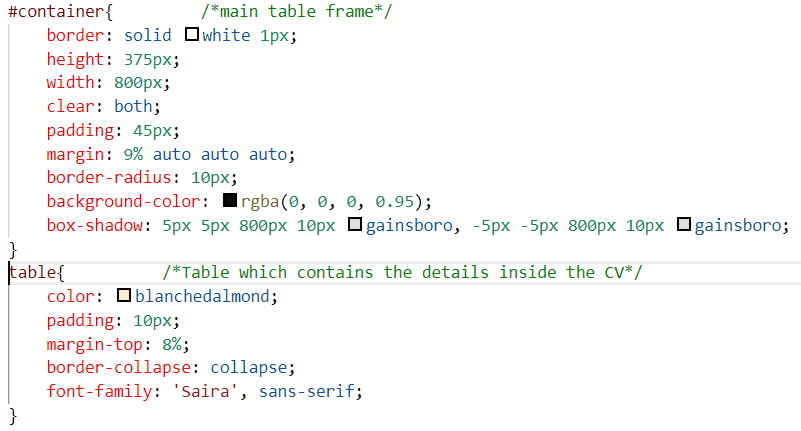 #container{ /*main table frame*/
border: solid white 1px;
height: 375px;
width: 800px;
clear: both;
padding: 45px;
margin: 9% auto auto auto;
border-radius: 10px;
background-color: rgba(0, 0, 0, 0.95);
box-shadow: 5px 5px 800px 10px gainsboro, -5px -5px 800px 10px gainsboro;
}
table{ /*Table which contains the details inside the CV*/
color: blanchedalmond;
padding: 10px;
margin-top: 8%;
border-collapse: collapse;
font-family: 'Saira', sans-serif;
}